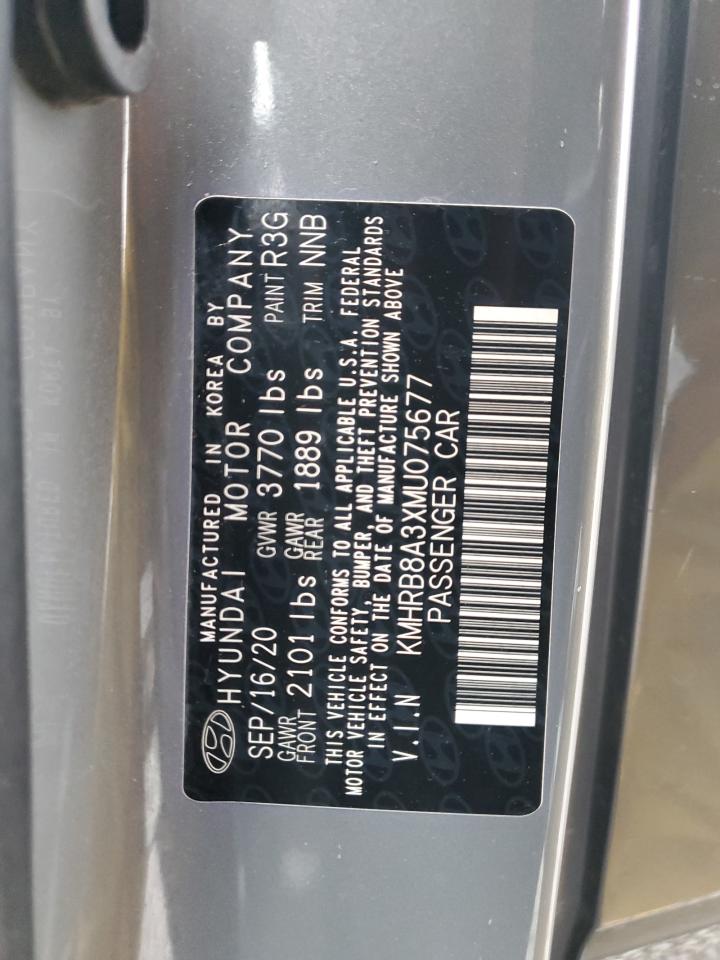 MANUFACTURED IN KOREA BY
HYUNDAI MOTOR COMPANY
SEP/16/20 GVWR 3770 lbs PAINT R3G
GAWR FRONT 2101 lbs GAWR REAR 1889 lbs TRIM NNB
THIS VEHICLE CONFORMS TO ALL APPLICABLE U.S.A. FEDERAL
MOTOR VEHICLE SAFETY, BUMPER, AND THEFT PREVENTION STANDARDS
IN EFFECT ON THE DATE OF MANUFACTURE SHOWN ABOVE
V.I.N KMHRB8A3XMU075677
PASSENGER CAR